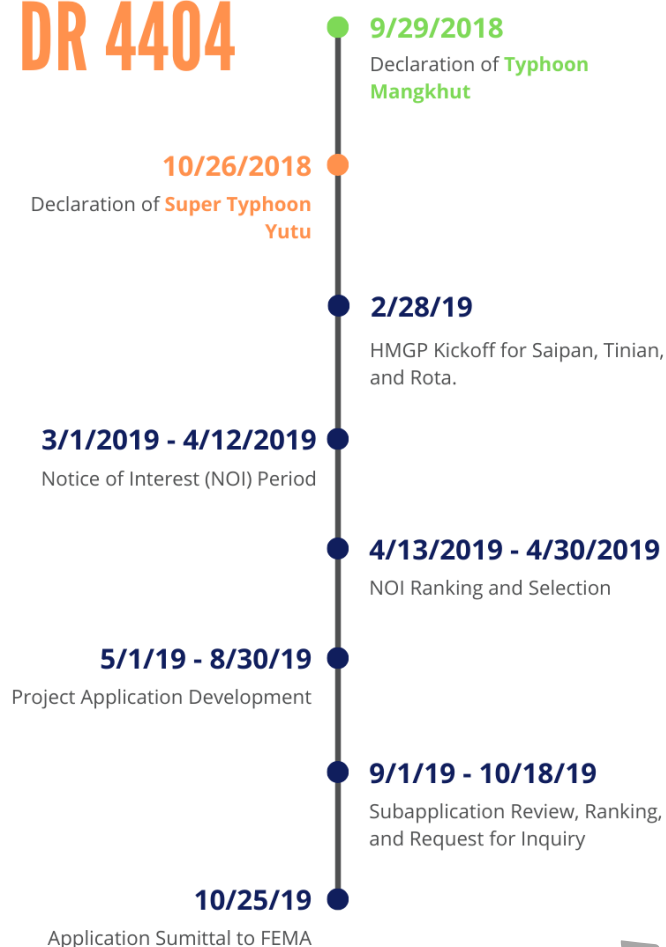 DR 4404
9/29/2018
Declaration of Typhoon
Mangkhut
10/26/2018
Declaration of Super Typhoon
Yutu
2/28/19
HMGP Kickoff for Saipan, Tinian,
and Rota.
3/1/2019 - 4/12/2019
Notice of Interest (NOI) Period
4/13/2019 - 4/30/2019
NOI Ranking and Selection
5/1/19 - 8/30/19
Project Application Development
9/1/19 - 10/18/19
Subapplication Review, Ranking,
and Request for Inquiry
10/25/19
Application Sumittal to FEMA